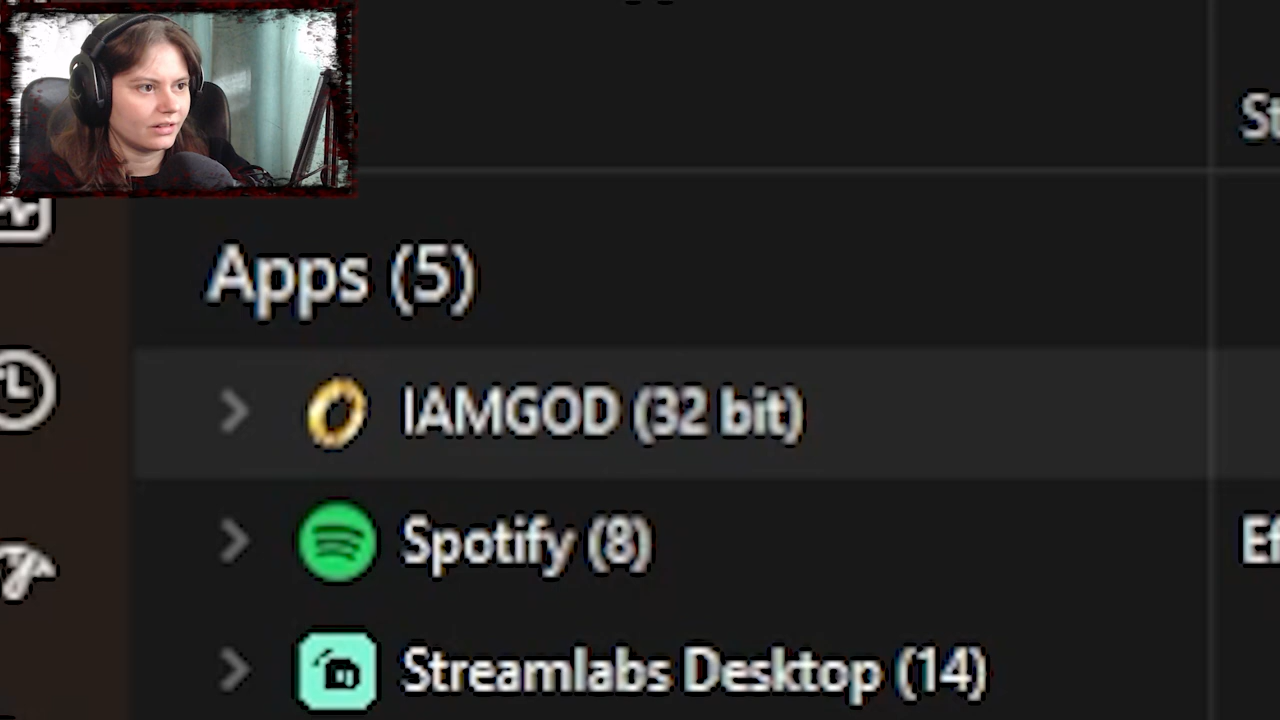 Apps (5)
IAMGOD (32 bit)
Spotify (8)
Streamlabs Desktop (14)